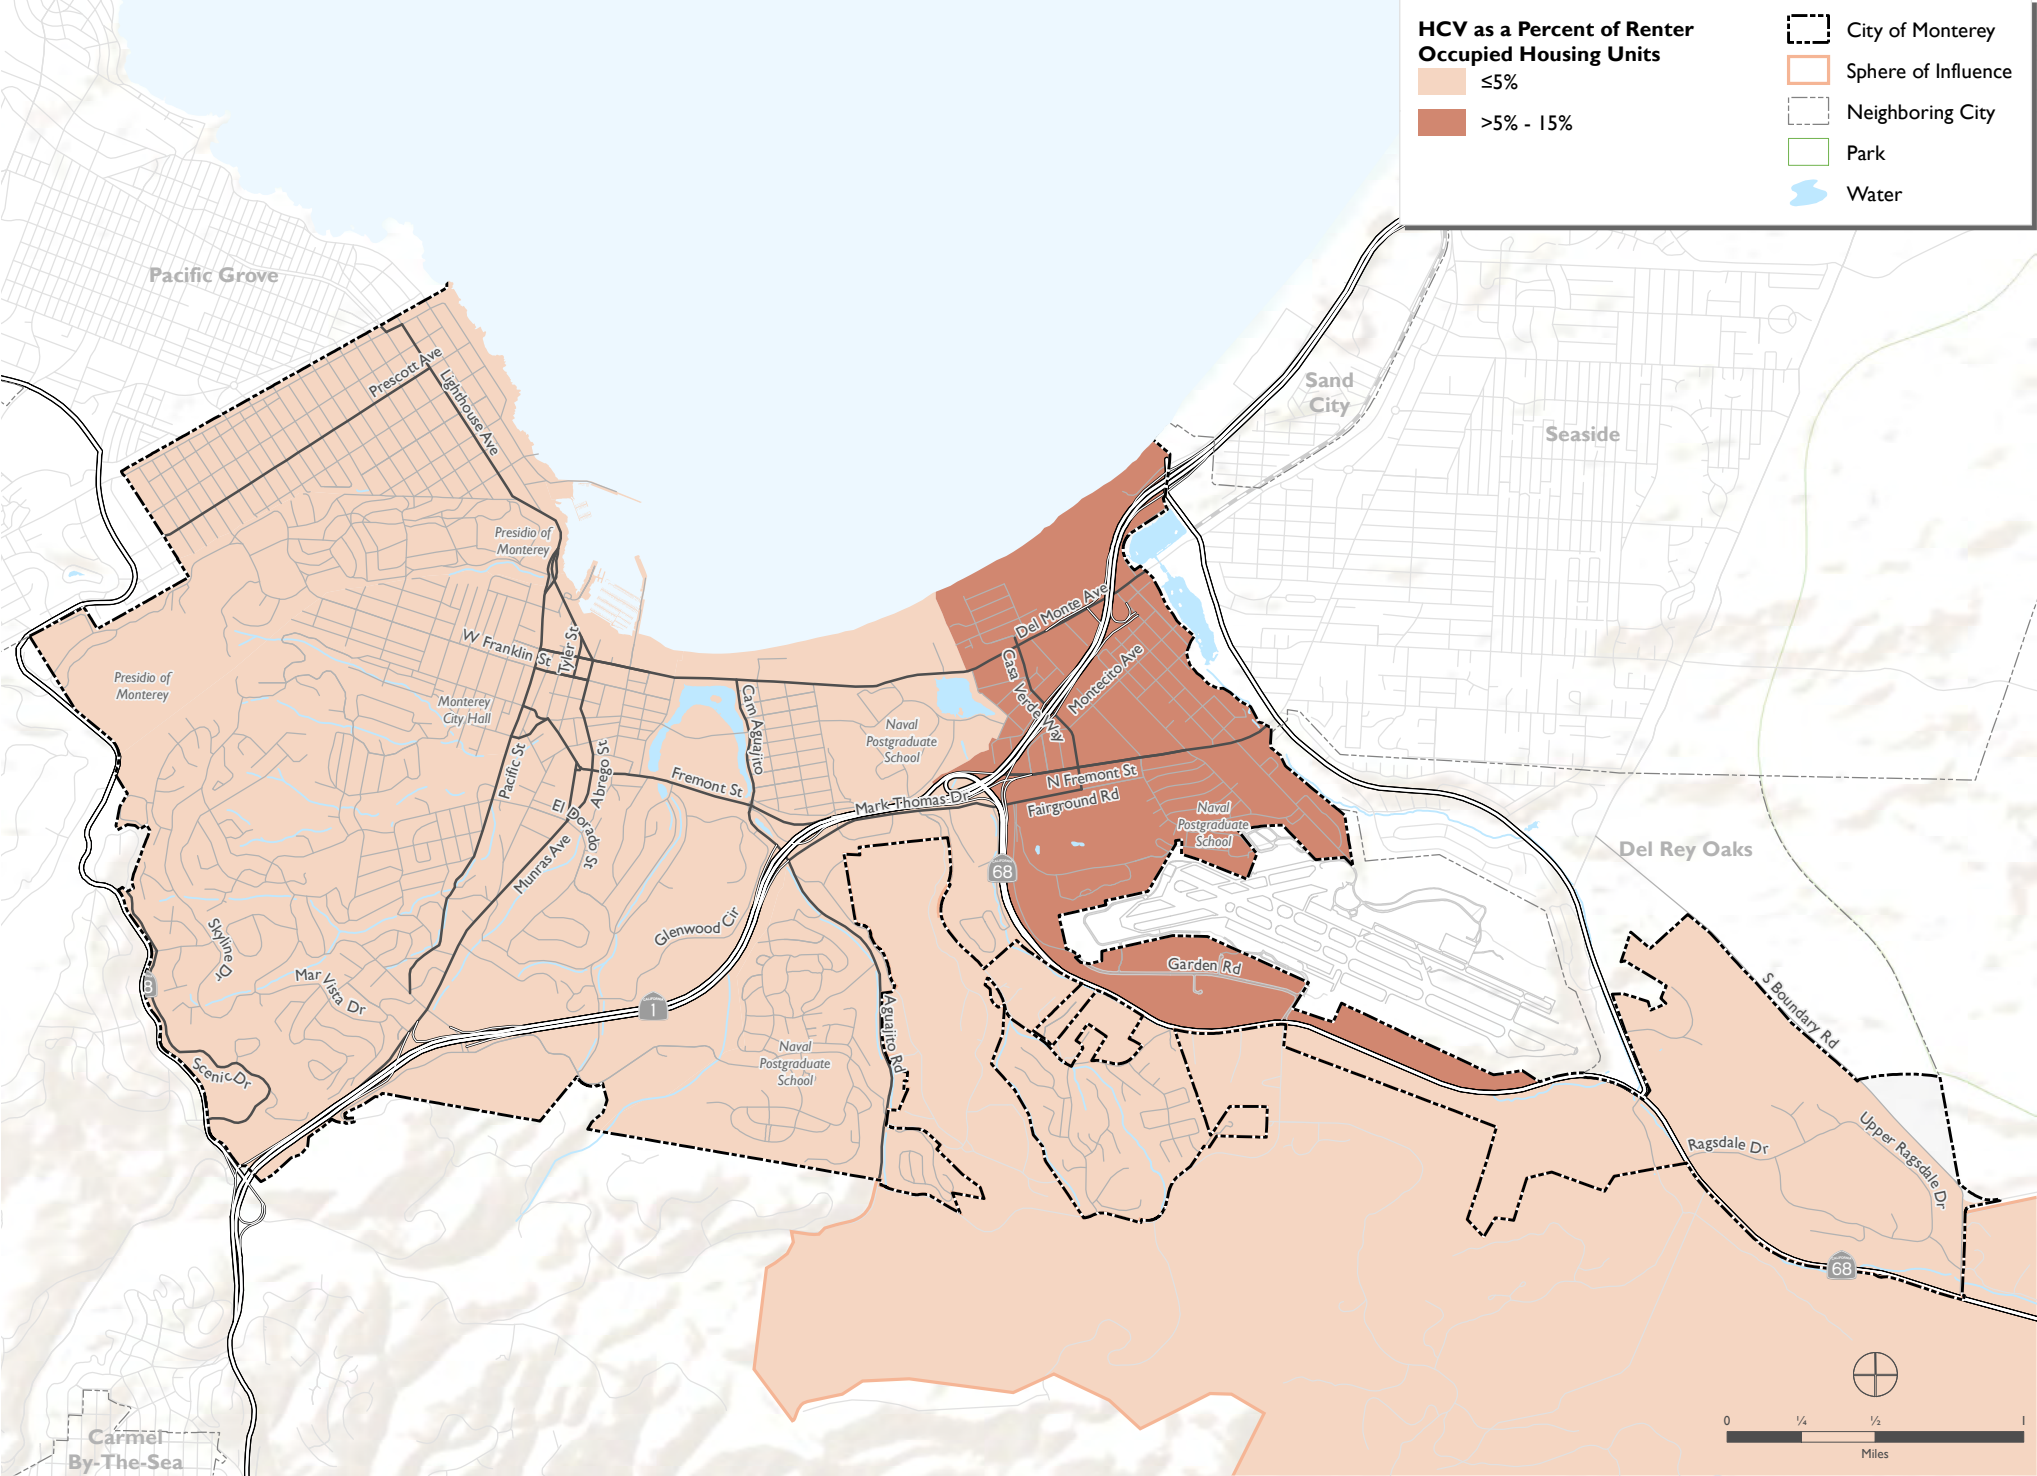 HCV as a Percent of Renter
Occupied Housing Units
≤5%
>5% - 15%
City of Monterey
Sphere of Influence
Neighboring City
Park
Water
Pacific Grove
Sand
City
Seaside
Prescott Ave
Lighthouse Ave
Presidio of
Monterey
Del Monte Ave
W Franklin St
Tyler St
Casa Verde Way
Montecito Ave
Presidio of
Monterey
Monterey
City Hall
Cam Aguajito
Naval
Postgraduate
School
Pacific St
Abrego St
Fremont St
N Fremont St
Mark Thomas Dr
Fairground Rd
El Dorado St
Naval
Postgraduate
School
Munras Ave
Del Rey Oaks
CALIFORNIA
68
Glenwood Cir
Skyline Dr
Mar Vista Dr
Garden Rd
8
CALIFORNIA
1
Aguajito Rd
S Boundary Rd
Naval
Postgraduate
School
Scenic Dr
Ragsdale Dr
Upper Ragsdale Dr
CALIFORNIA
68
Carmel
By-The-Sea
0 ¼ ½ 1
Miles